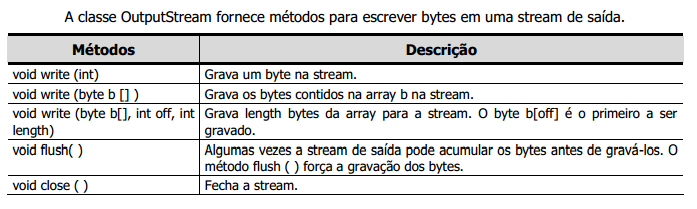 A classe OutputStream fornece métodos para escrever bytes em uma stream de saída.
Métodos Descrição
void write (int) Grava um byte na stream.
void write (byte b [] ) Grava os bytes contidos na array b na stream.
void write (byte b[], int off, int Grava length bytes da array para a stream. O byte b[off] é o primeiro a ser
length) gravado.
void flush( ) Algumas vezes a stream de saída pode acumular os bytes antes de gravá-los. O
método flush ( ) força a gravação dos bytes.
void close ( ) Fecha a stream.